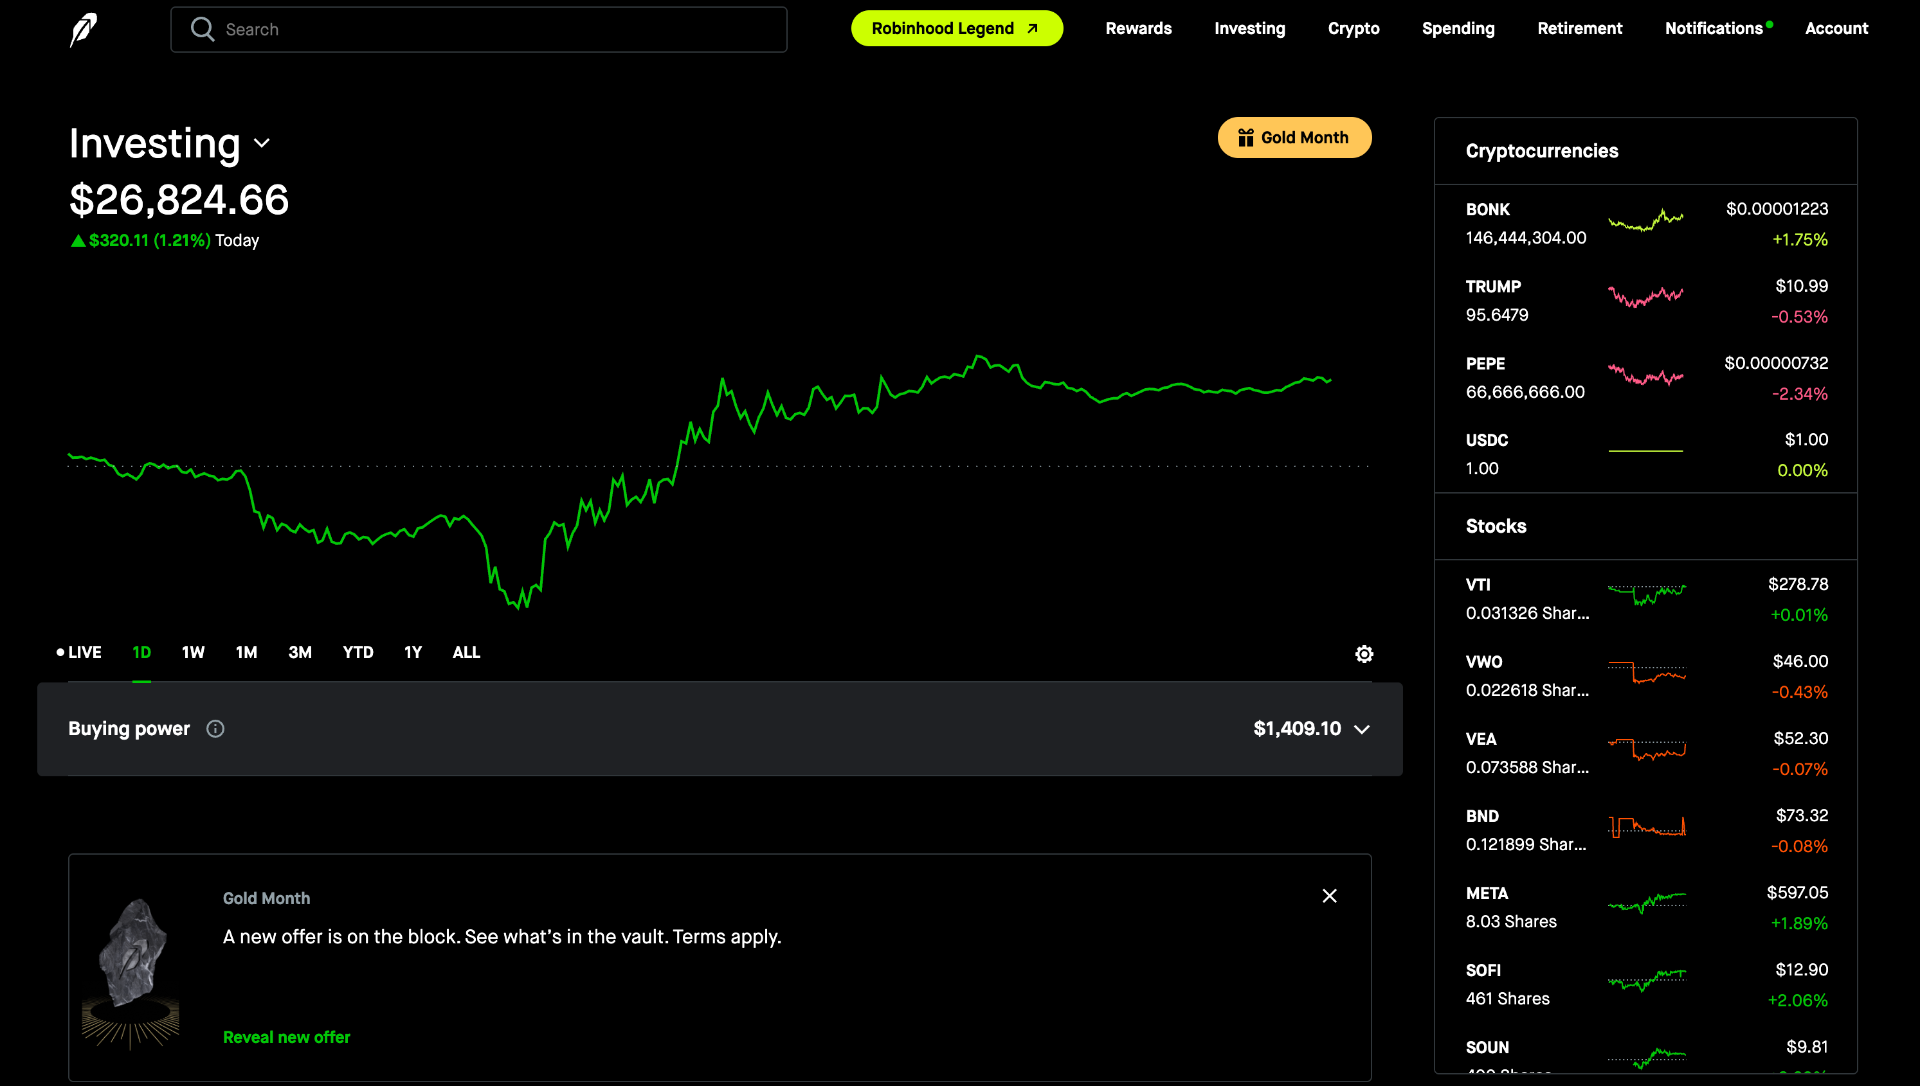 Search
Robinhood Legend
Rewards
Investing
Crypto
Spending
Retirement
Notifications
Account
Investing
$26,824.66
$320.11 (1.21%) Today
Gold Month
LIVE 1D 1W 1M 3M YTD 1Y ALL
Buying power
$1,409.10
Gold Month
A new offer is on the block. See what's in the vault. Terms apply.
Reveal new offer
Cryptocurrencies
BONK $0.00001223
146,444,304.00 +1.75%
TRUMP $10.99
95.6479 -0.53%
PEPE $0.00000732
66,666,666.00 -2.34%
USDC $1.00
1.00 0.00%
Stocks
VTI $278.78
0.031326 Shar... +0.01%
VWO $46.00
0.022618 Shar... -0.43%
VEA $52.30
0.073588 Shar... -0.07%
BND $73.32
0.121899 Shar... -0.08%
META $597.05
8.03 Shares +1.89%
SOFI $12.90
461 Shares +2.06%
SOUN $9.81